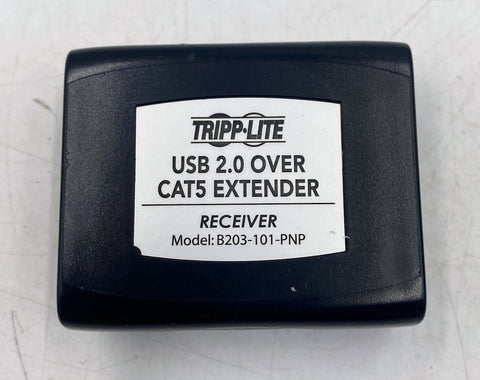 TRIPP·LITE
USB 2.0 OVER
CAT5 EXTENDER
RECEIVER
Model: B203-101-PNP